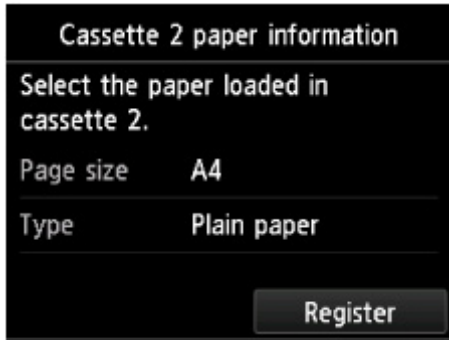 Cassette 2 paper information
Select the paper loaded in
cassette 2.
Page size A4
Type Plain paper
Register